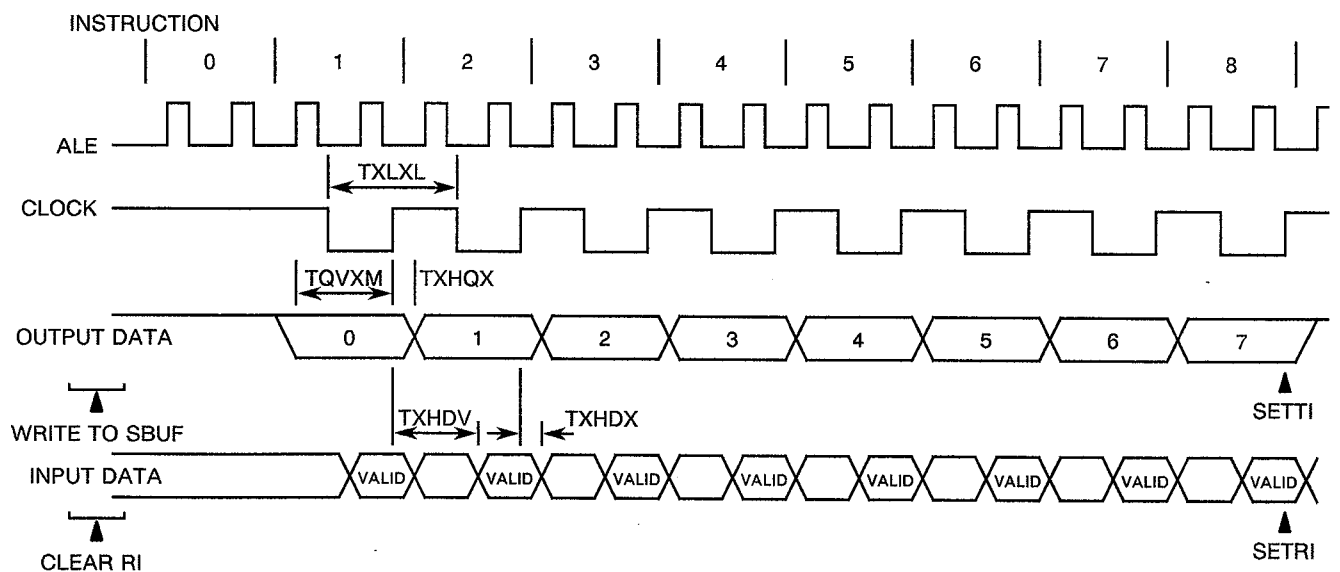 INSTRUCTION
0 1 2 3 4 5 6 7 8
ALE
TXLXL
CLOCK
TQVXM TXHQX
OUTPUT DATA 0 1 2 3 4 5 6 7
TXHDV TXHDX SETTI
WRITE TO SBUF
INPUT DATA VALID VALID VALID VALID VALID VALID VALID VALID
CLEAR RI SETRI